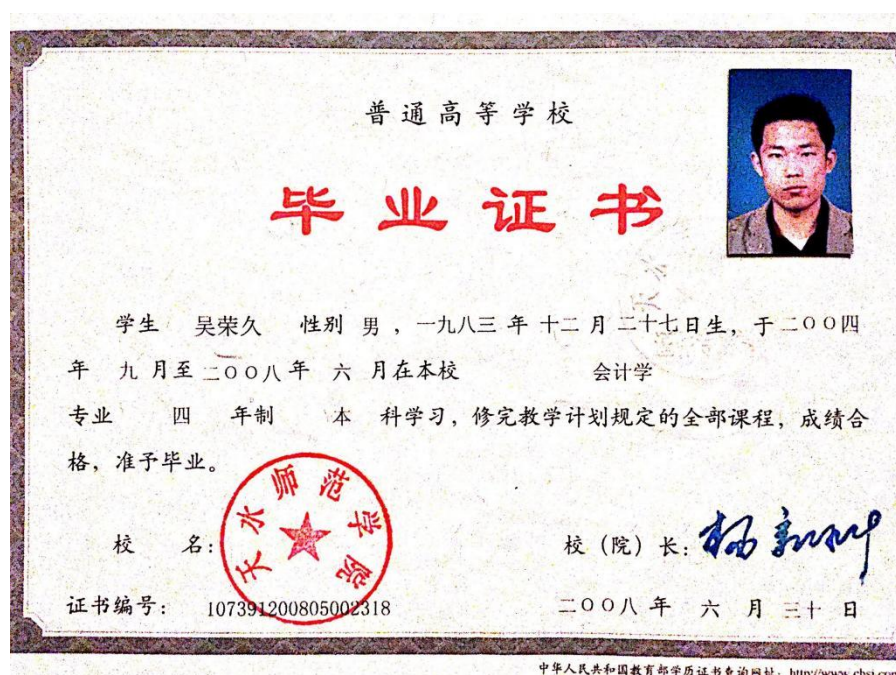 普通高等学校
毕业证书
学生 吴荣久 性别 男 ，一九八三 年 十二 月 二十七日生，于 二〇〇四
年 九 月至 二〇〇八 年 六 月在本校 会计学
专业 四 年制 本 科学习，修完教学计划规定的全部课程，成绩合
格，准予毕业。
天水师范学院
校 名：
校（院）长：
证书编号： 107391200805002318
二〇〇八 年 六 月 三十 日
中华人民共和国教育部学历证书查询网址：http://www.chsi.co